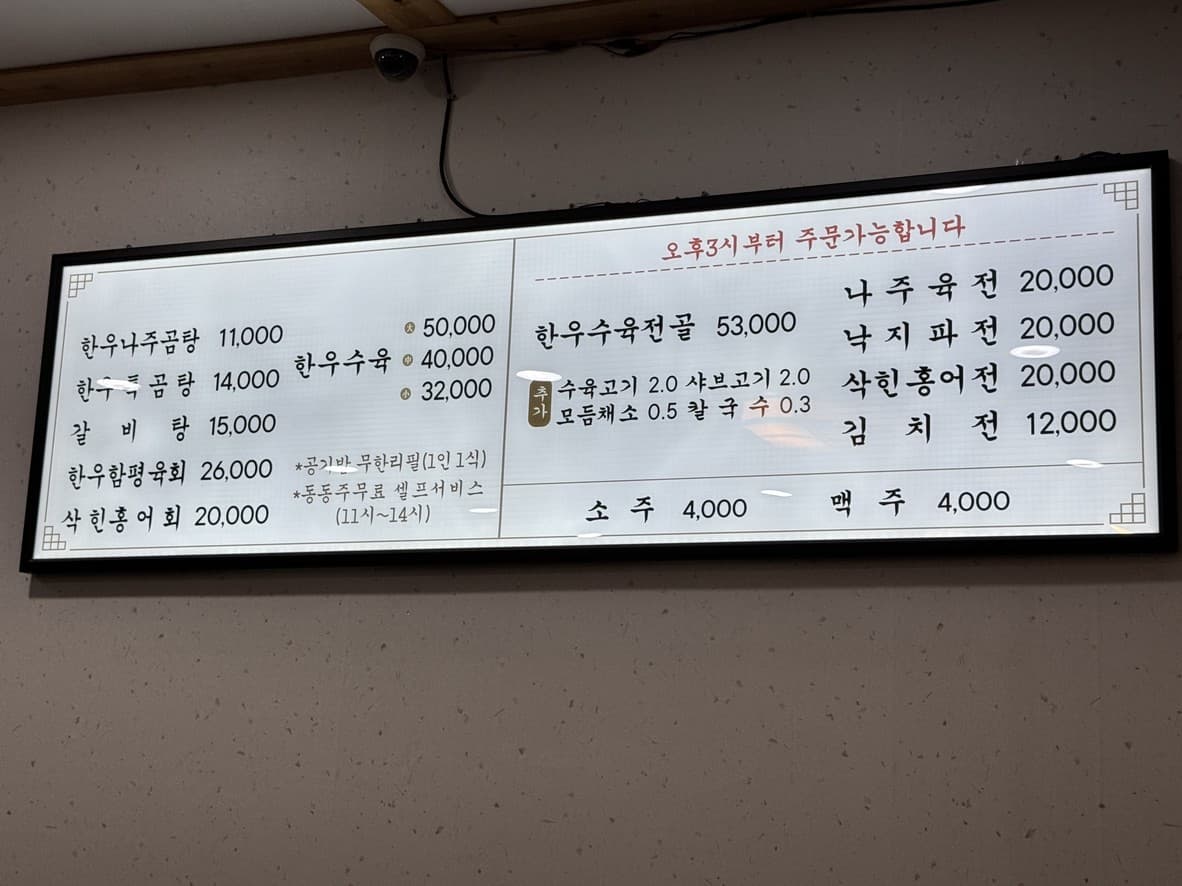 한우나주곰탕 11,000
한우특곰탕 14,000
갈비탕 15,000
한우함평육회 26,000
삭힌홍어회 20,000
한우수육 大 50,000
中 40,000
小 32,000
*공기밥 무한리필(1인 1식)
*동동주무료 셀프서비스
(11시~14시)
오후3시부터 주문가능합니다
한우수육전골 53,000
추가 수육고기 2.0 샤브고기 2.0
모듬채소 0.5 칼국수 0.3
나주육전 20,000
낙지파전 20,000
삭힌홍어전 20,000
김치전 12,000
소주 4,000 맥주 4,000